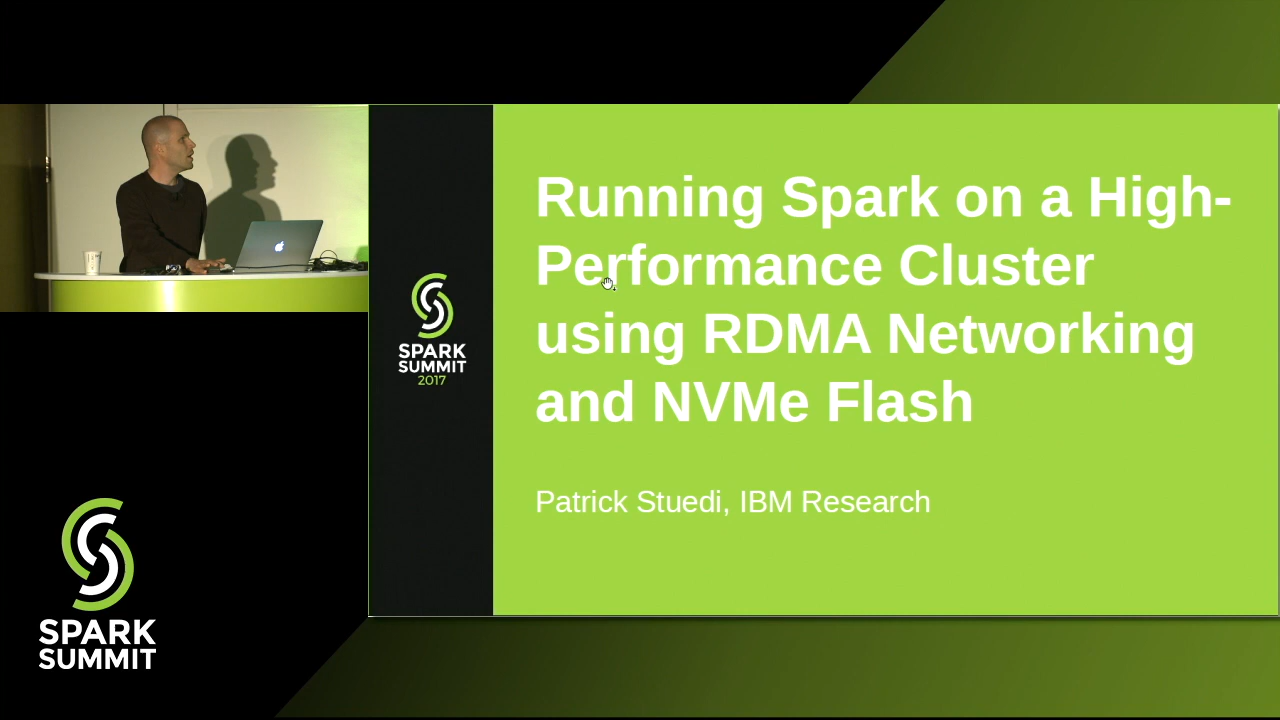 Running Spark on a High-
Performance Cluster
using RDMA Networking
and NVMe Flash
Patrick Stuedi, IBM Research
SPARK
SUMMIT
2017
SPARK
SUMMIT